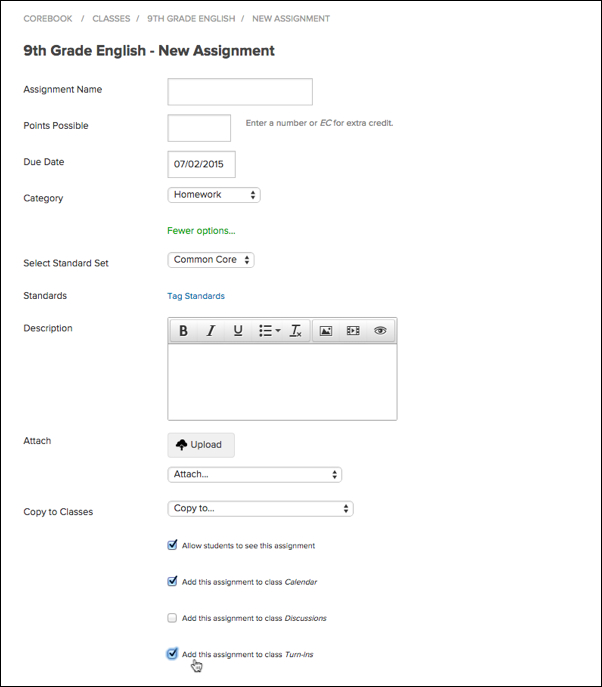 COREBOOK / CLASSES / 9TH GRADE ENGLISH / NEW ASSIGNMENT
9th Grade English - New Assignment
Assignment Name
Points Possible Enter a number or EC for extra credit.
Due Date 07/02/2015
Category Homework
Fewer options...
Select Standard Set Common Core
Standards Tag Standards
Description B I U Tx
Attach Upload
Attach...
Copy to Classes Copy to...
Allow students to see this assignment
Add this assignment to class Calendar
Add this assignment to class Discussions
Add this assignment to class Turn-ins